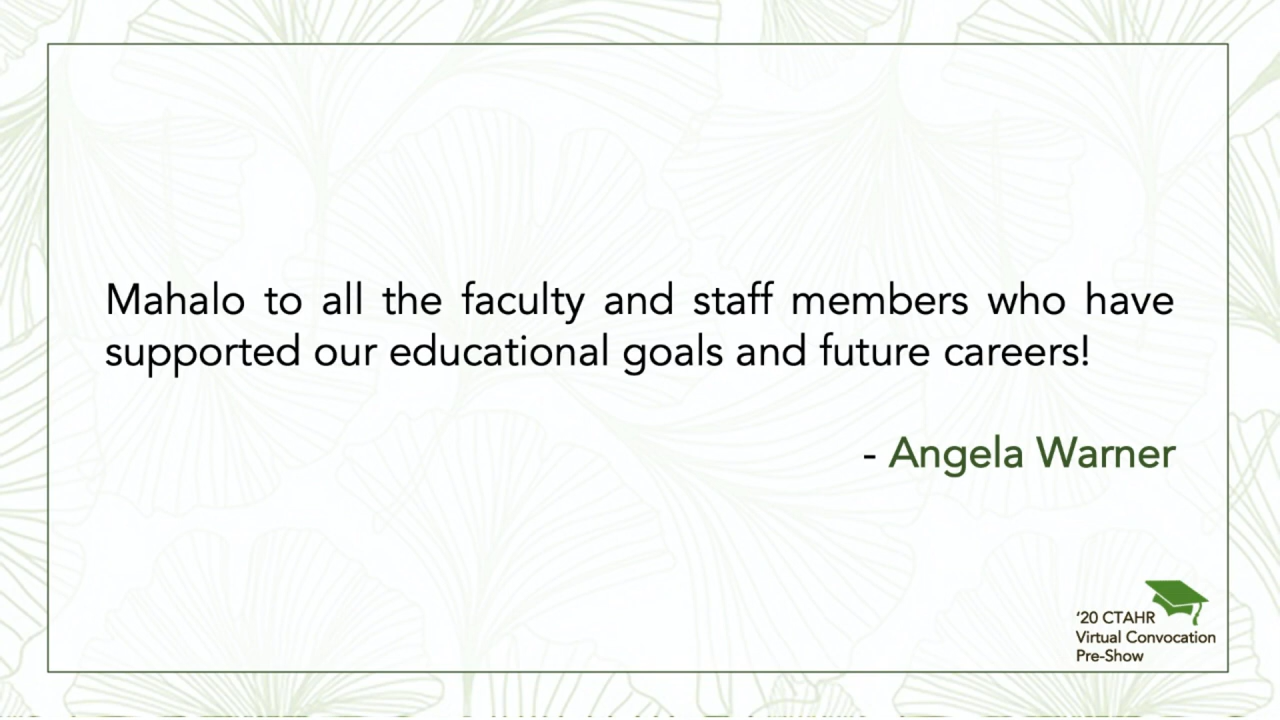 Mahalo to all the faculty and staff members who have
supported our educational goals and future careers!
- Angela Warner
‘20 CTAHR
Virtual Convocation
Pre-Show